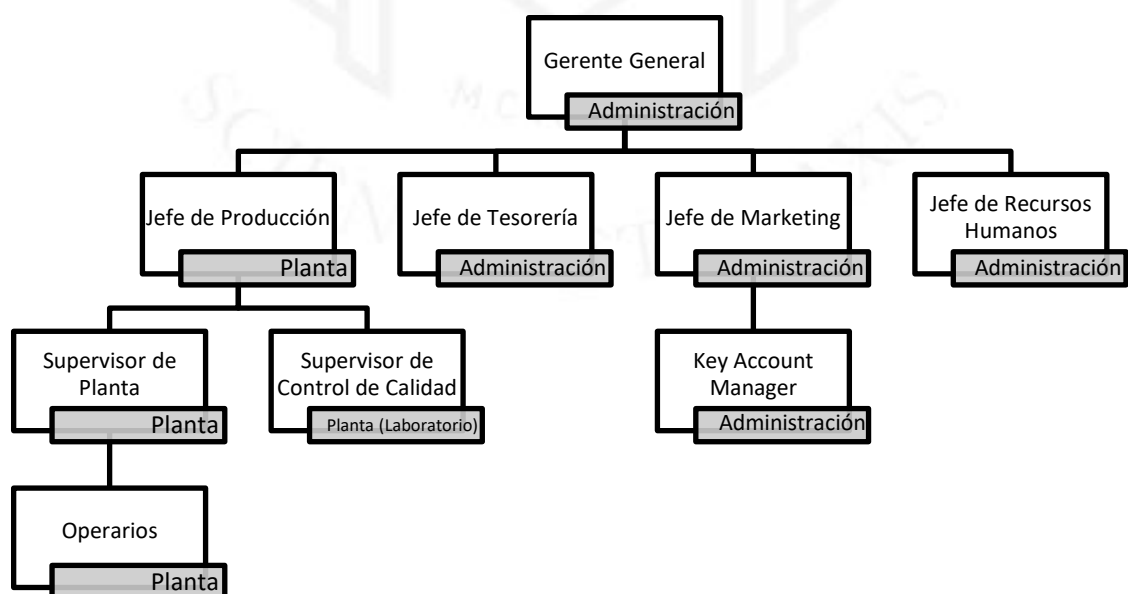 Gerente General
Administración
Jefe de Producción
Planta
Jefe de Tesorería
Administración
Jefe de Marketing
Administración
Jefe de Recursos
Humanos
Administración
Supervisor de
Planta
Planta
Supervisor de
Control de Calidad
Planta (Laboratorio)
Key Account
Manager
Administración
Operarios
Planta